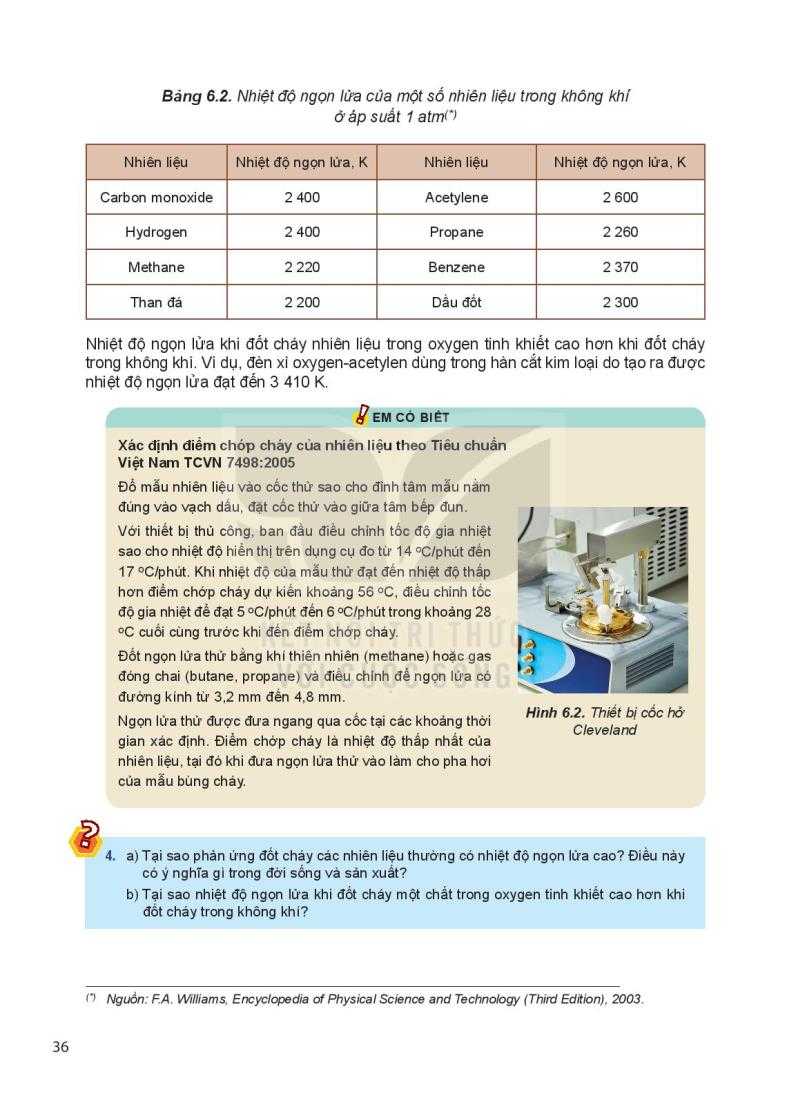 Bảng 6.2. Nhiệt độ ngọn lửa của một số nhiên liệu trong không khí
ở áp suất 1 atm(*)
Nhiên liệu Nhiệt độ ngọn lửa, K Nhiên liệu Nhiệt độ ngọn lửa, K
Carbon monoxide 2 400 Acetylene 2 600
Hydrogen 2 400 Propane 2 260
Methane 2 220 Benzene 2 370
Than đá 2 200 Dầu đốt 2 300
Nhiệt độ ngọn lửa khi đốt cháy nhiên liệu trong oxygen tinh khiết cao hơn khi đốt cháy
trong không khí. Ví dụ, đèn xì oxygen-acetylen dùng trong hàn cắt kim loại do tạo ra được
nhiệt độ ngọn lửa đạt đến 3 410 K.
EM CÓ BIẾT
Xác định điểm chớp cháy của nhiên liệu theo Tiêu chuẩn
Việt Nam TCVN 7498:2005
Đổ mẫu nhiên liệu vào cốc thử sao cho đỉnh tâm mẫu nằm
đúng vào vạch dấu, đặt cốc thử vào giữa tâm bếp đun.
Với thiết bị thủ công, ban đầu điều chỉnh tốc độ gia nhiệt
sao cho nhiệt độ hiển thị trên dụng cụ đo từ 14 ºC/phút đến
17 ºC/phút. Khi nhiệt độ của mẫu thử đạt đến nhiệt độ thấp
hơn điểm chớp cháy dự kiến khoảng 56 ºC, điều chỉnh tốc
độ gia nhiệt để đạt 5 ºC/phút đến 6 ºC/phút trong khoảng 28
ºC cuối cùng trước khi đến điểm chớp cháy.
Đốt ngọn lửa thử bằng khí thiên nhiên (methane) hoặc gas
đóng chai (butane, propane) và điều chỉnh để ngọn lửa có
đường kính từ 3,2 mm đến 4,8 mm.
Ngọn lửa thử được đưa ngang qua cốc tại các khoảng thời
gian xác định. Điểm chớp cháy là nhiệt độ thấp nhất của
nhiên liệu, tại đó khi đưa ngọn lửa thử vào làm cho pha hơi
của mẫu bùng cháy.
Hình 6.2. Thiết bị cốc hở
Cleveland
KẾT NỐI TRI THỨC
VỚI CUỘC SỐNG
4. a) Tại sao phản ứng đốt cháy các nhiên liệu thường có nhiệt độ ngọn lửa cao? Điều này
có ý nghĩa gì trong đời sống và sản xuất?
b) Tại sao nhiệt độ ngọn lửa khi đốt cháy một chất trong oxygen tinh khiết cao hơn khi
đốt cháy trong không khí?
(*) Nguồn: F.A. Williams, Encyclopedia of Physical Science and Technology (Third Edition), 2003.
36